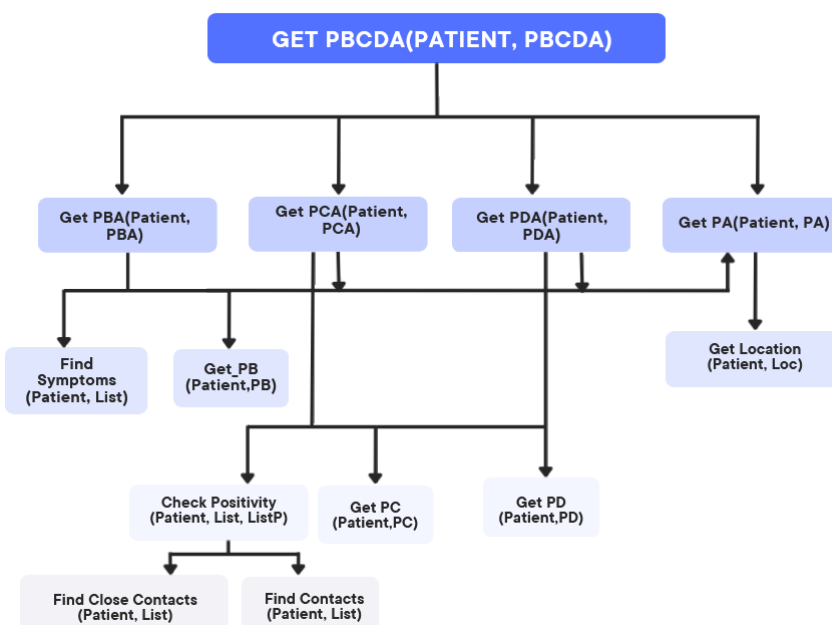 GET PBCDA(PATIENT, PBCDA)
Get PBA(Patient,
PBA)
Get PCA(Patient,
PCA)
Get PDA(Patient,
PDA)
Get PA(Patient, PA)
Find
Symptoms
(Patient, List)
Get_PB
(Patient,PB)
Get Location
(Patient, Loc)
Check Positivity
(Patient, List, ListP)
Get PC
(Patient,PC)
Get PD
(Patient,PD)
Find Close Contacts
(Patient, List)
Find Contacts
(Patient, List)